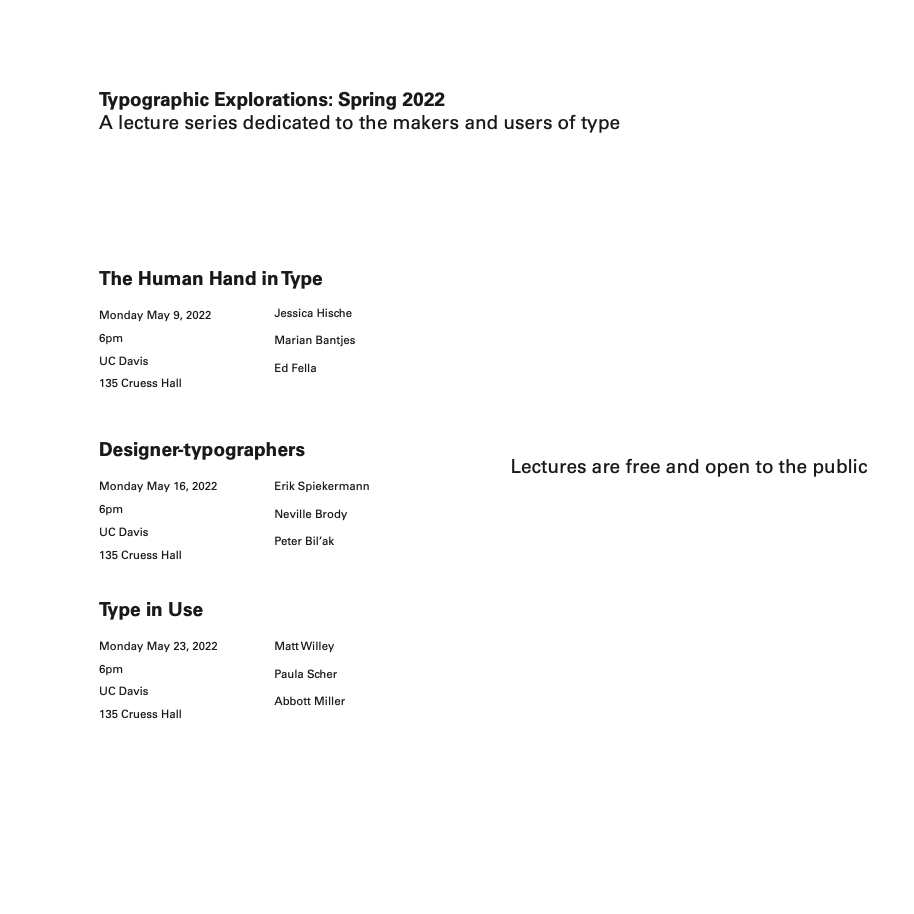 Typographic Explorations: Spring 2022
A lecture series dedicated to the makers and users of type
The Human Hand in Type
Monday May 9, 2022
6pm
UC Davis
135 Cruess Hall
Jessica Hische
Marian Bantjes
Ed Fella
Designer-typographers
Monday May 16, 2022
6pm
UC Davis
135 Cruess Hall
Erik Spiekermann
Neville Brody
Peter Bil’ak
Lectures are free and open to the public
Type in Use
Monday May 23, 2022
6pm
UC Davis
135 Cruess Hall
Matt Willey
Paula Scher
Abbott Miller